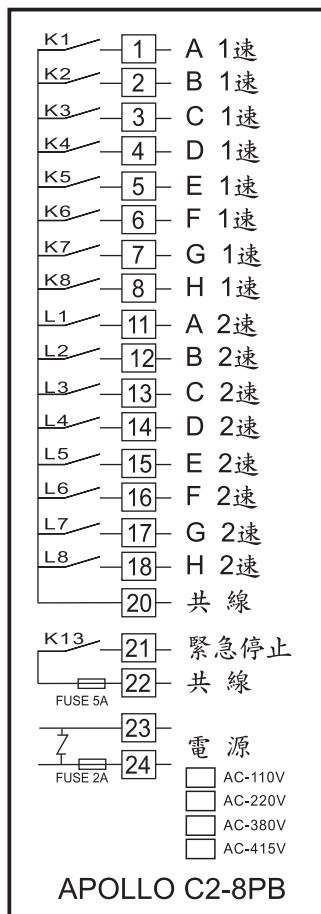 K1 1 A 1速
K2 2 B 1速
K3 3 C 1速
K4 4 D 1速
K5 5 E 1速
K6 6 F 1速
K7 7 G 1速
K8 8 H 1速
L1 11 A 2速
L2 12 B 2速
L3 13 C 2速
L4 14 D 2速
L5 15 E 2速
L6 16 F 2速
L7 17 G 2速
L8 18 H 2速
20 共線
K13 21 緊急停止
22 共線
FUSE 5A
23
電源
24
FUSE 2A
AC-110V
AC-220V
AC-380V
AC-415V
APOLLO C2-8PB